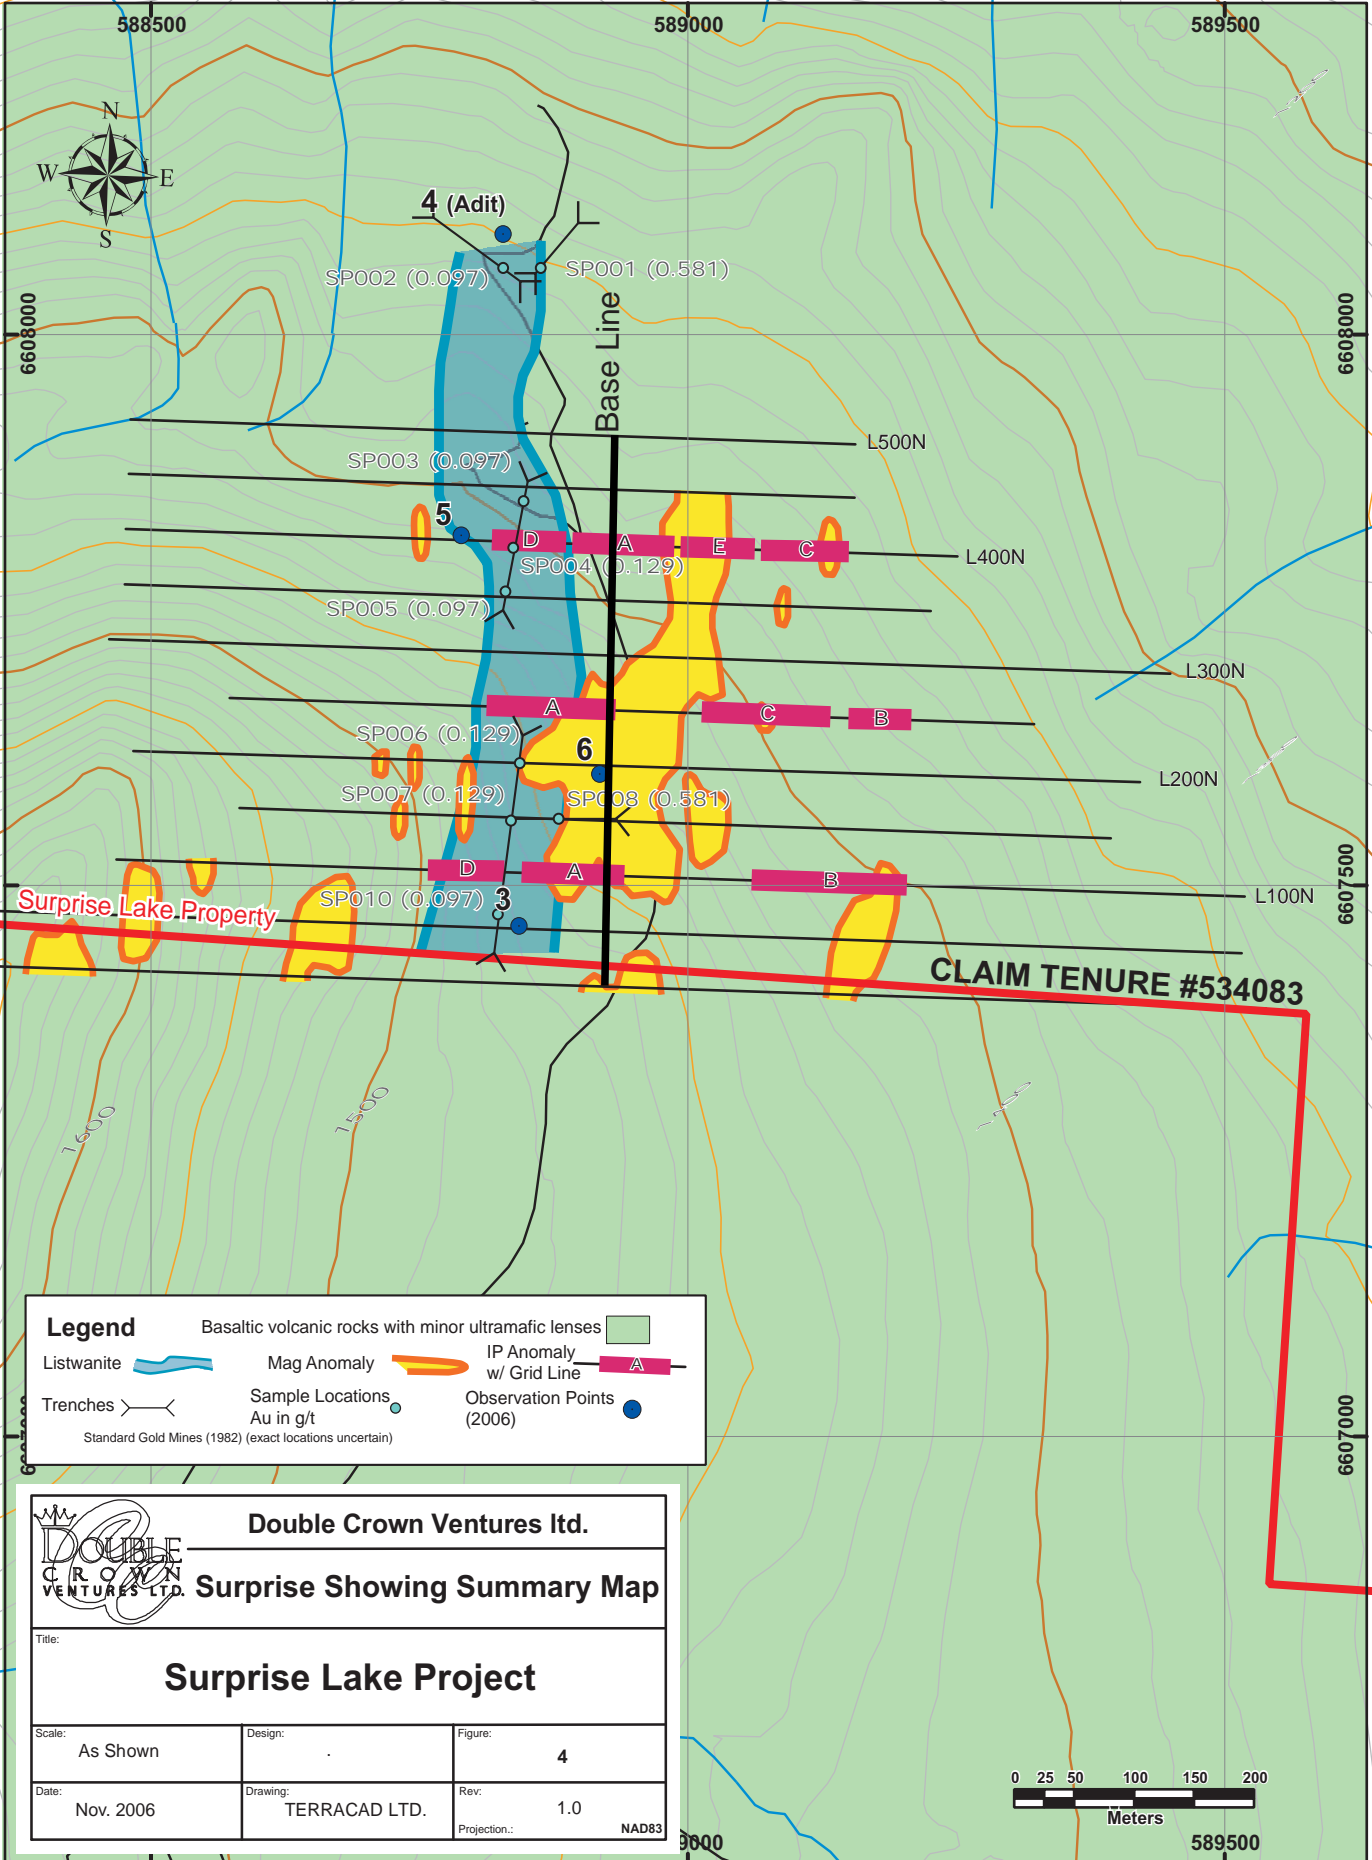 588500
589000
589500
N
W
E
S
4 (Adit)
SP002 (0.097)
SP001 (0.581)
6608000
6608000
Base Line
L500N
SP003 (0.097)
5
D
A
E
C
L400N
SP004 (0.129)
SP005 (0.097)
L300N
A
C
B
SP006 (0.129)
6
L200N
SP007 (0.129)
SP008 (0.581)
D
A
B
6607500
L100N
SP010 (0.097)
3
Surprise Lake Property
CLAIM TENURE #534083
1600
1500
Legend
Basaltic volcanic rocks with minor ultramafic lenses
Listwanite
Mag Anomaly
IP Anomaly
w/ Grid Line
A
Trenches
Sample Locations
Au in g/t
Observation Points
(2006)
Standard Gold Mines (1982) (exact locations uncertain)
6607000
DOUBLE
CROWN
VENTURES LTD.
Double Crown Ventures ltd.
Surprise Showing Summary Map
Title:
Surprise Lake Project
Scale:
As Shown
Design:
.
Figure:
4
Date:
Nov. 2006
Drawing:
TERRACAD LTD.
Rev:
1.0
Projection.:
NAD83
0 25 50 100 150 200
Meters
9000
589500